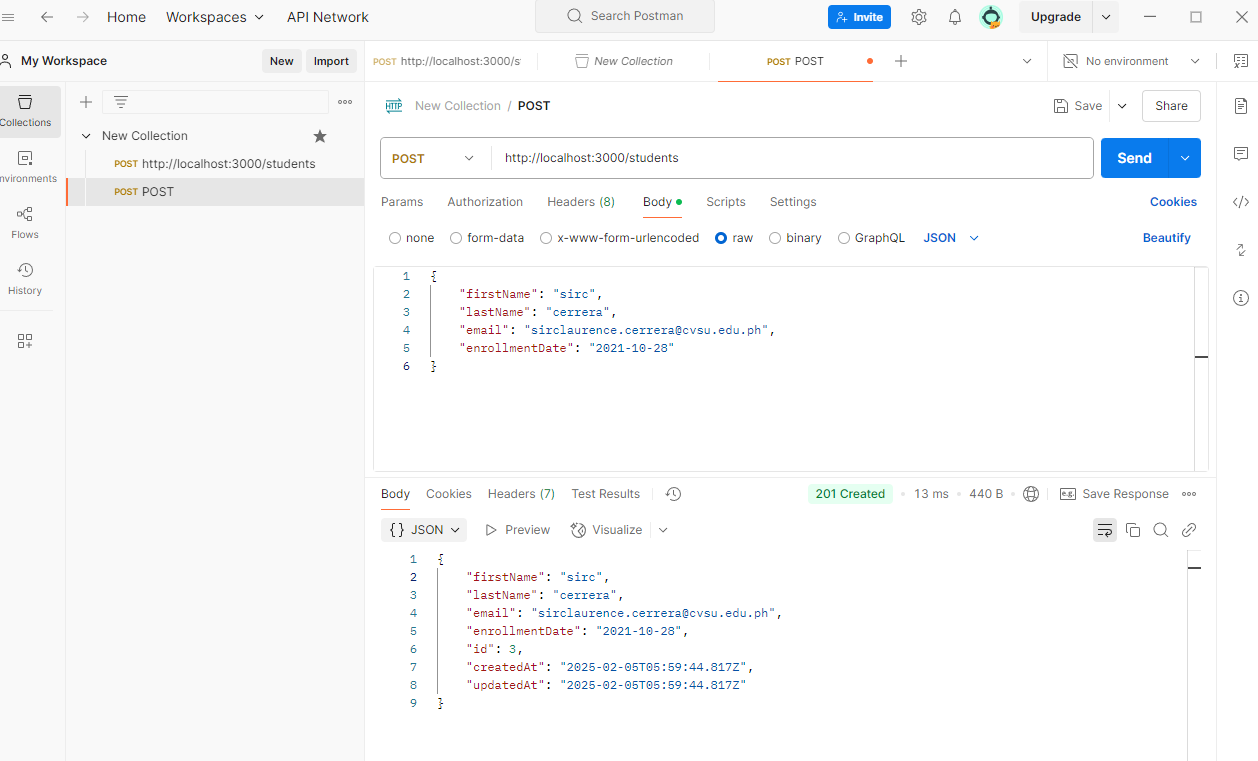 Home Workspaces API Network Search Postman Invite Upgrade
My Workspace New Import POST http://localhost:3000/s New Collection POST POST No environment
Collections
nvironments
Flows
History
New Collection
POST http://localhost:3000/students
POST POST
HTTP New Collection / POST Save Share
POST http://localhost:3000/students Send
Params Authorization Headers (8) Body Scripts Settings Cookies
none form-data x-www-form-urlencoded raw binary GraphQL JSON Beautify
1 {
2 "firstName": "sirc",
3 "lastName": "cerrera",
4 "email": "sirclaurence.cerrera@cvsu.edu.ph",
5 "enrollmentDate": "2021-10-28"
6 }
Body Cookies Headers (7) Test Results 201 Created • 13 ms • 440 B • e.g. Save Response
{} JSON Preview Visualize
1 {
2 "firstName": "sirc",
3 "lastName": "cerrera",
4 "email": "sirclaurence.cerrera@cvsu.edu.ph",
5 "enrollmentDate": "2021-10-28",
6 "id": 3,
7 "createdAt": "2025-02-05T05:59:44.817Z",
8 "updatedAt": "2025-02-05T05:59:44.817Z"
9 }